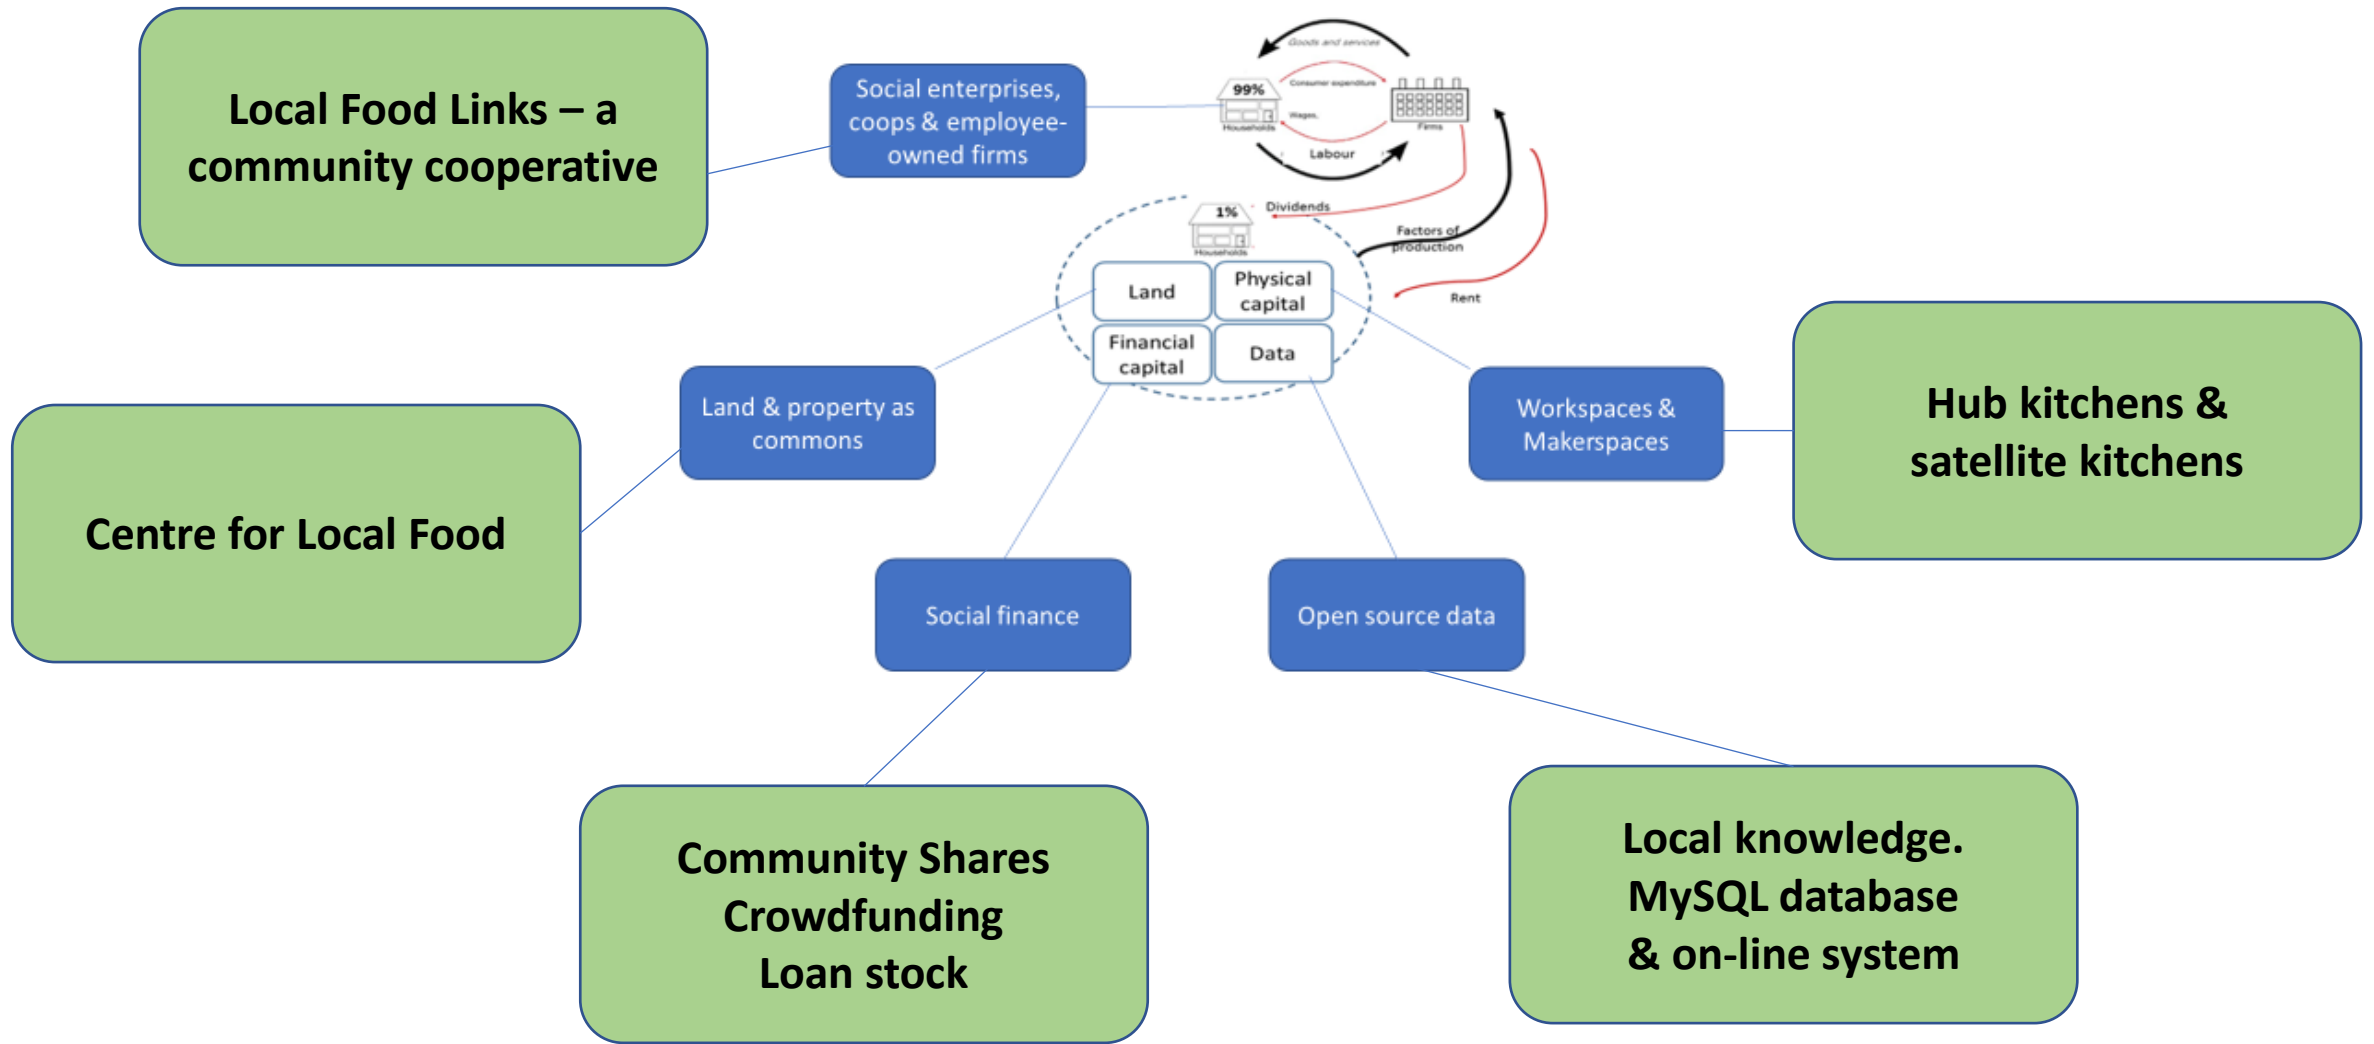 Local Food Links – a
community cooperative
Social enterprises,
coops & employee-
owned firms
Goods and services
Consumer expenditure
99%
Households
Wages,
Firms
Labour
1%
Households
Dividends
Factors of
production
Rent
Land
Physical
capital
Financial
capital
Data
Land & property as
commons
Workspaces &
Makerspaces
Hub kitchens &
satellite kitchens
Centre for Local Food
Social finance
Open source data
Community Shares
Crowdfunding
Loan stock
Local knowledge.
MySQL database
& on-line system